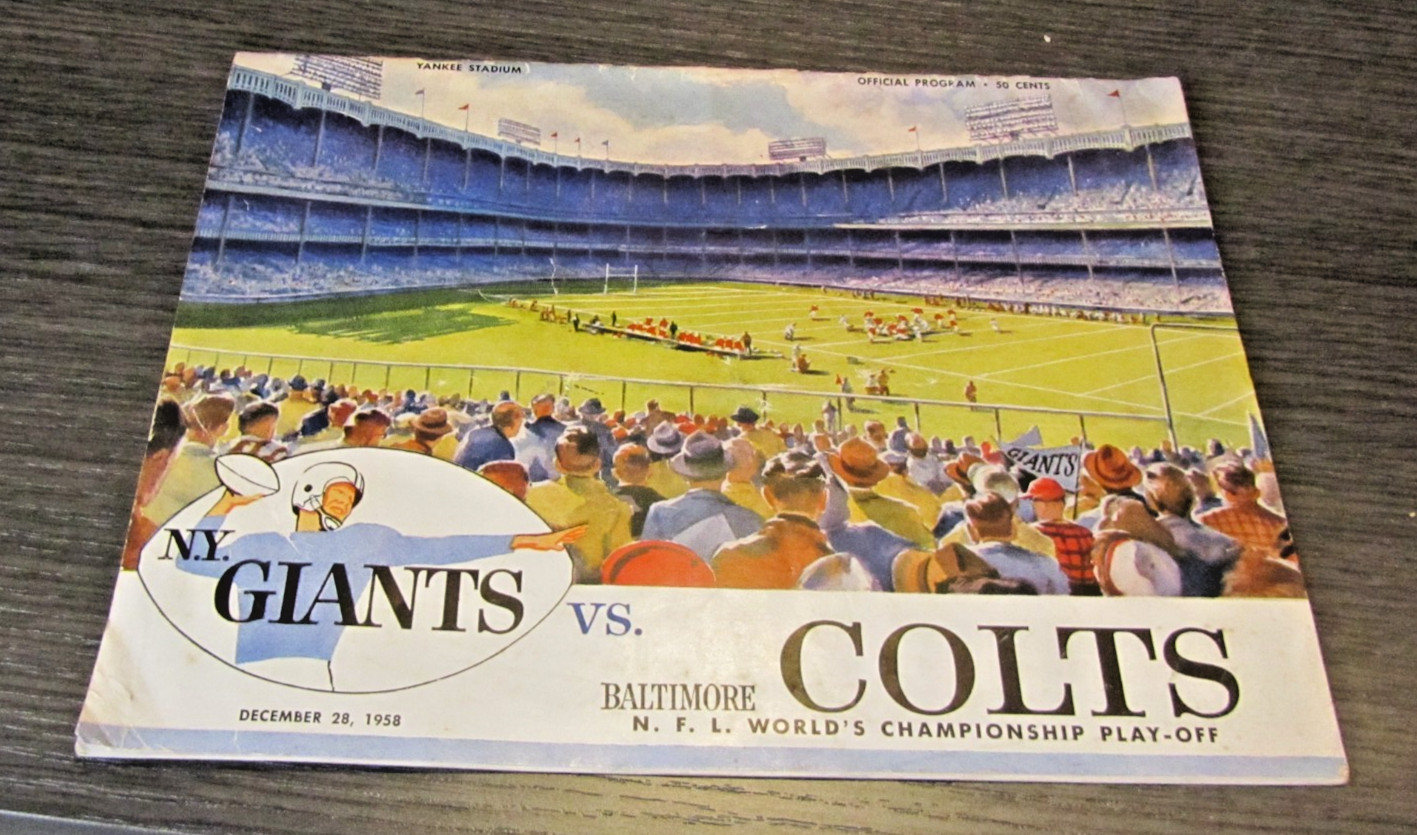 YANKEE STADIUM
OFFICIAL PROGRAM • 50 CENTS
GIANTS
N.Y.
GIANTS
VS.
BALTIMORE COLTS
N. F. L. WORLD'S CHAMPIONSHIP PLAY-OFF
DECEMBER 28, 1958